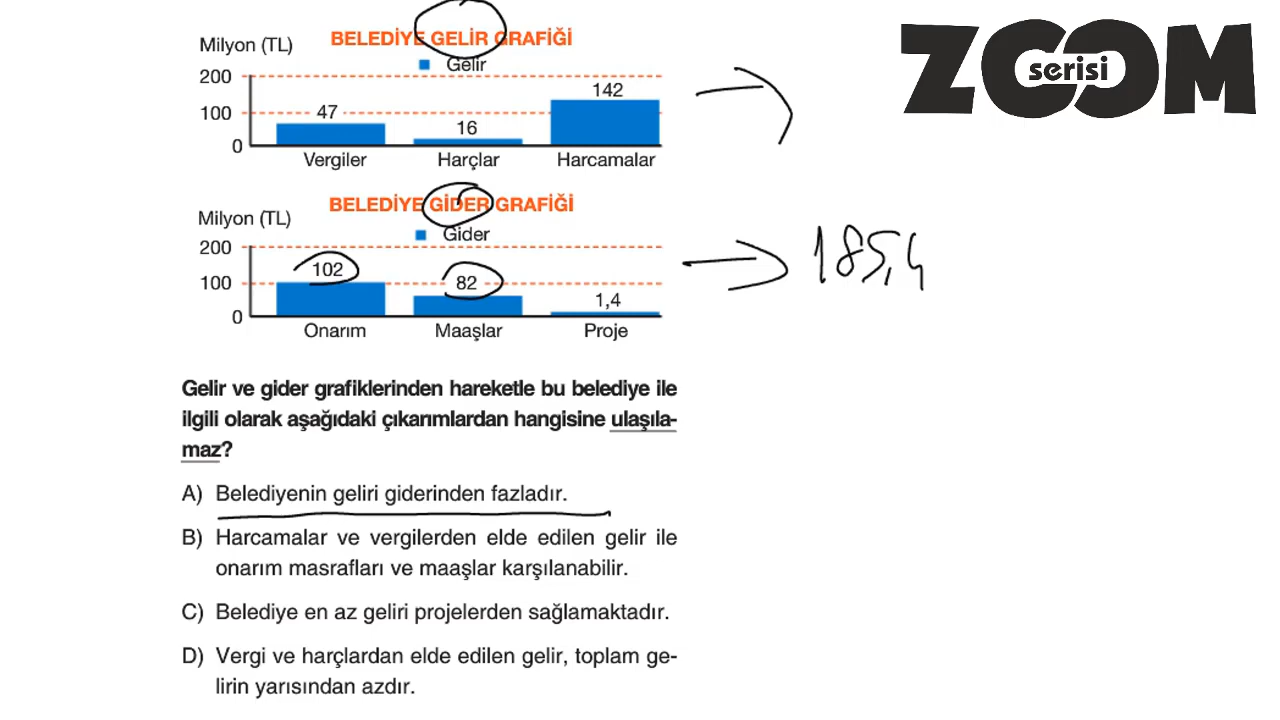 ZOOM
serisi
BELEDİYE GELİR GRAFİĞİ
Milyon (TL)
Gelir
200
142
100
47
16
0
Vergiler Harçlar Harcamalar
BELEDİYE GİDER GRAFİĞİ
Milyon (TL)
Gider
200
102
100
82
1,4
0
Onarım Maaşlar Proje
185,4
Gelir ve gider grafiklerinden hareketle bu belediye ile
ilgili olarak aşağıdaki çıkarımlardan hangisine ulaşıla-
maz?
A) Belediyenin geliri giderinden fazladır.
B) Harcamalar ve vergilerden elde edilen gelir ile
onarım masrafları ve maaşlar karşılanabilir.
C) Belediye en az geliri projelerden sağlamaktadır.
D) Vergi ve harçlardan elde edilen gelir, toplam ge-
lirin yarısından azdır.